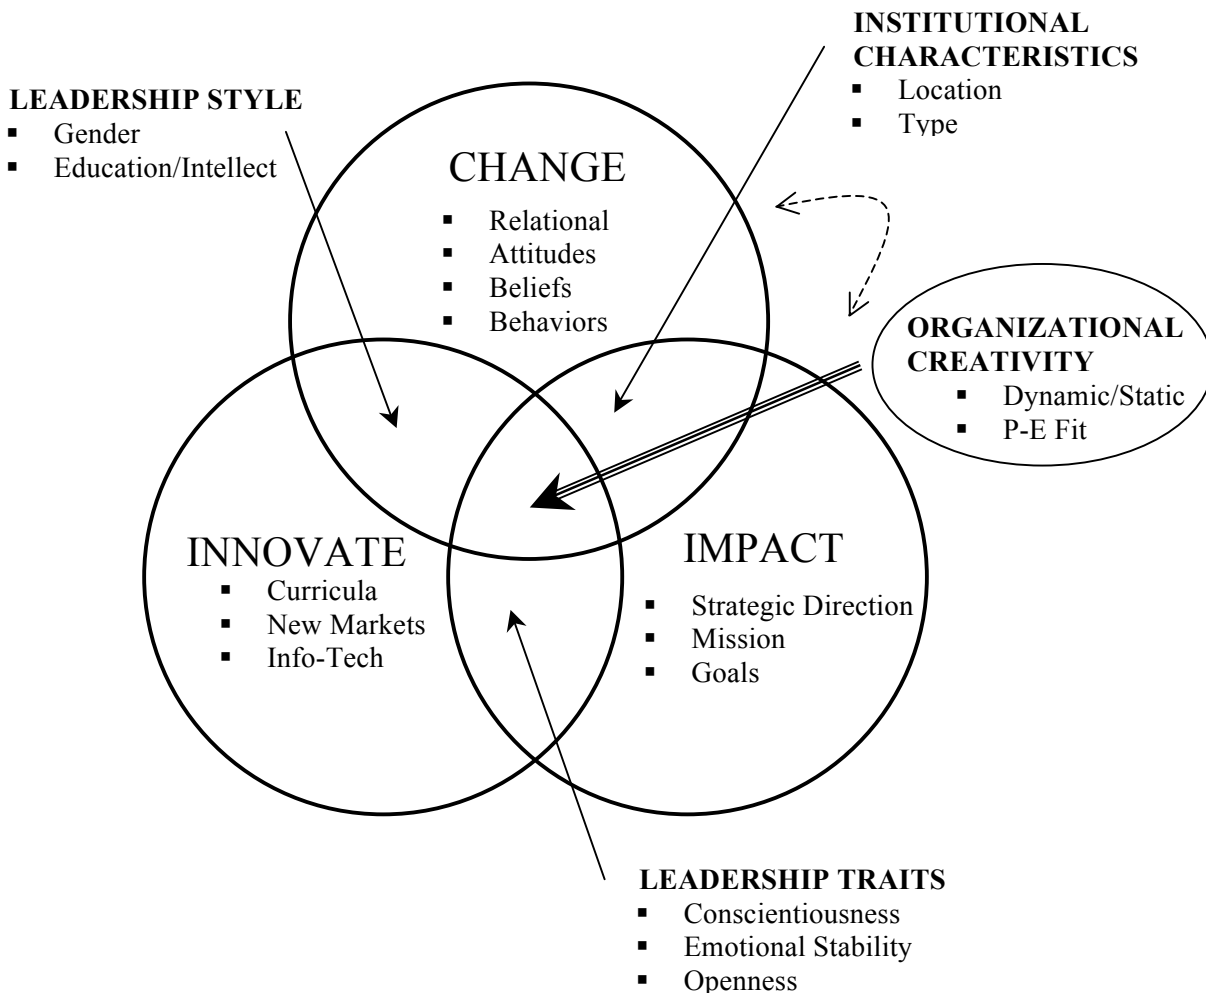 INSTITUTIONAL
CHARACTERISTICS
▪ Location
▪ Type
LEADERSHIP STYLE
▪ Gender
▪ Education/Intellect
CHANGE
▪ Relational
▪ Attitudes
▪ Beliefs
▪ Behaviors
ORGANIZATIONAL
CREATIVITY
▪ Dynamic/Static
▪ P-E Fit
INNOVATE
▪ Curricula
▪ New Markets
▪ Info-Tech
IMPACT
▪ Strategic Direction
▪ Mission
▪ Goals
LEADERSHIP TRAITS
▪ Conscientiousness
▪ Emotional Stability
▪ Openness